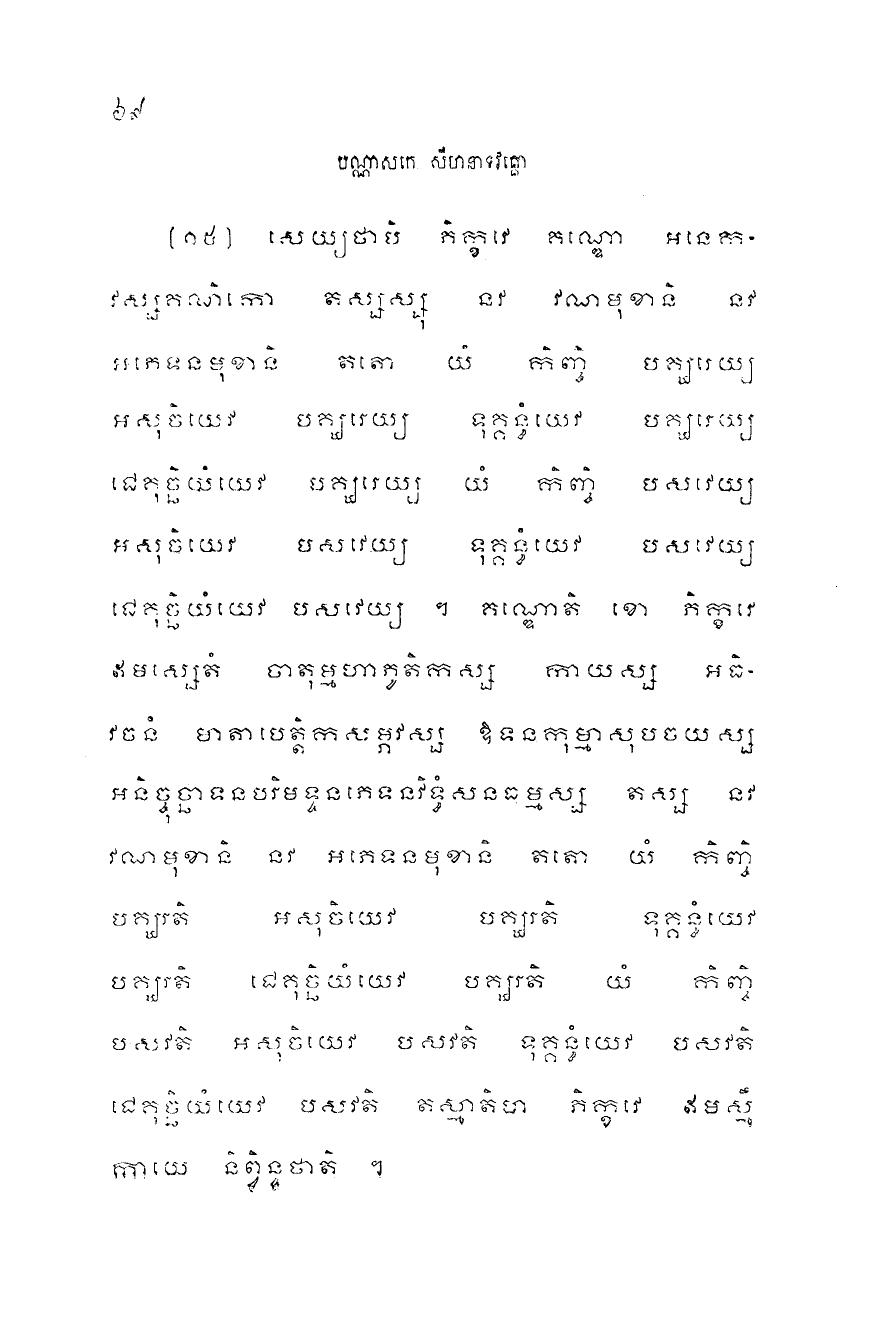 ៦៩
បណ្ណាសកេ សីហនាទវគ្គោ
(១៥) សេយ្យថាបិ ភិក្ខវេ គណ្ឌោ អនេក-
វស្សគណិកោ តស្សស្សុ នវ វណមុខានិ នវ
អភេទនមុខានិ តតោ យំ កិញ្ចិ បគ្ឃរេយ្យ
អសុចិយេវ បគ្ឃរេយ្យ ទុគ្គន្ធំយេវ បគ្ឃរេយ្យ
ជេគុច្ឆិយំយេវ បគ្ឃរេយ្យ យំ កិញ្ចិ បសវេយ្យ
អសុចិយេវ បសវេយ្យ ទុគ្គន្ធំយេវ បសវេយ្យ
ជេគុច្ឆិយំយេវ បសវេយ្យ ។ គណ្ឌោតិ ខោ ភិក្ខវេ
ឥមស្សេតំ ចាតុម្មហាភូតិកស្ស កាយស្ស អធិ-
វចនំ មាតាបេត្តិកសម្ភវស្ស ឱទនកុម្មាសុបចយស្ស
អនិច្ចុច្ឆាទនបរិមទ្ទនភេទនវិទ្ធំសនធម្មស្ស តស្ស នវ
វណមុខានិ នវ អភេទនមុខានិ តតោ យំ កិញ្ចិ
បគ្ឃរតិ អសុចិយេវ បគ្ឃរតិ ទុគ្គន្ធំយេវ
បគ្ឃរតិ ជេគុច្ឆិយំយេវ បគ្ឃរតិ យំ កិញ្ចិ
បសវតិ អសុចិយេវ បសវតិ ទុគ្គន្ធំយេវ បសវតិ
ជេគុច្ឆិយំយេវ បសវតិ តស្មាតិហ ភិក្ខវេ ឥមស្មឹ
កាយេ និព្វិន្ទថាតិ ។